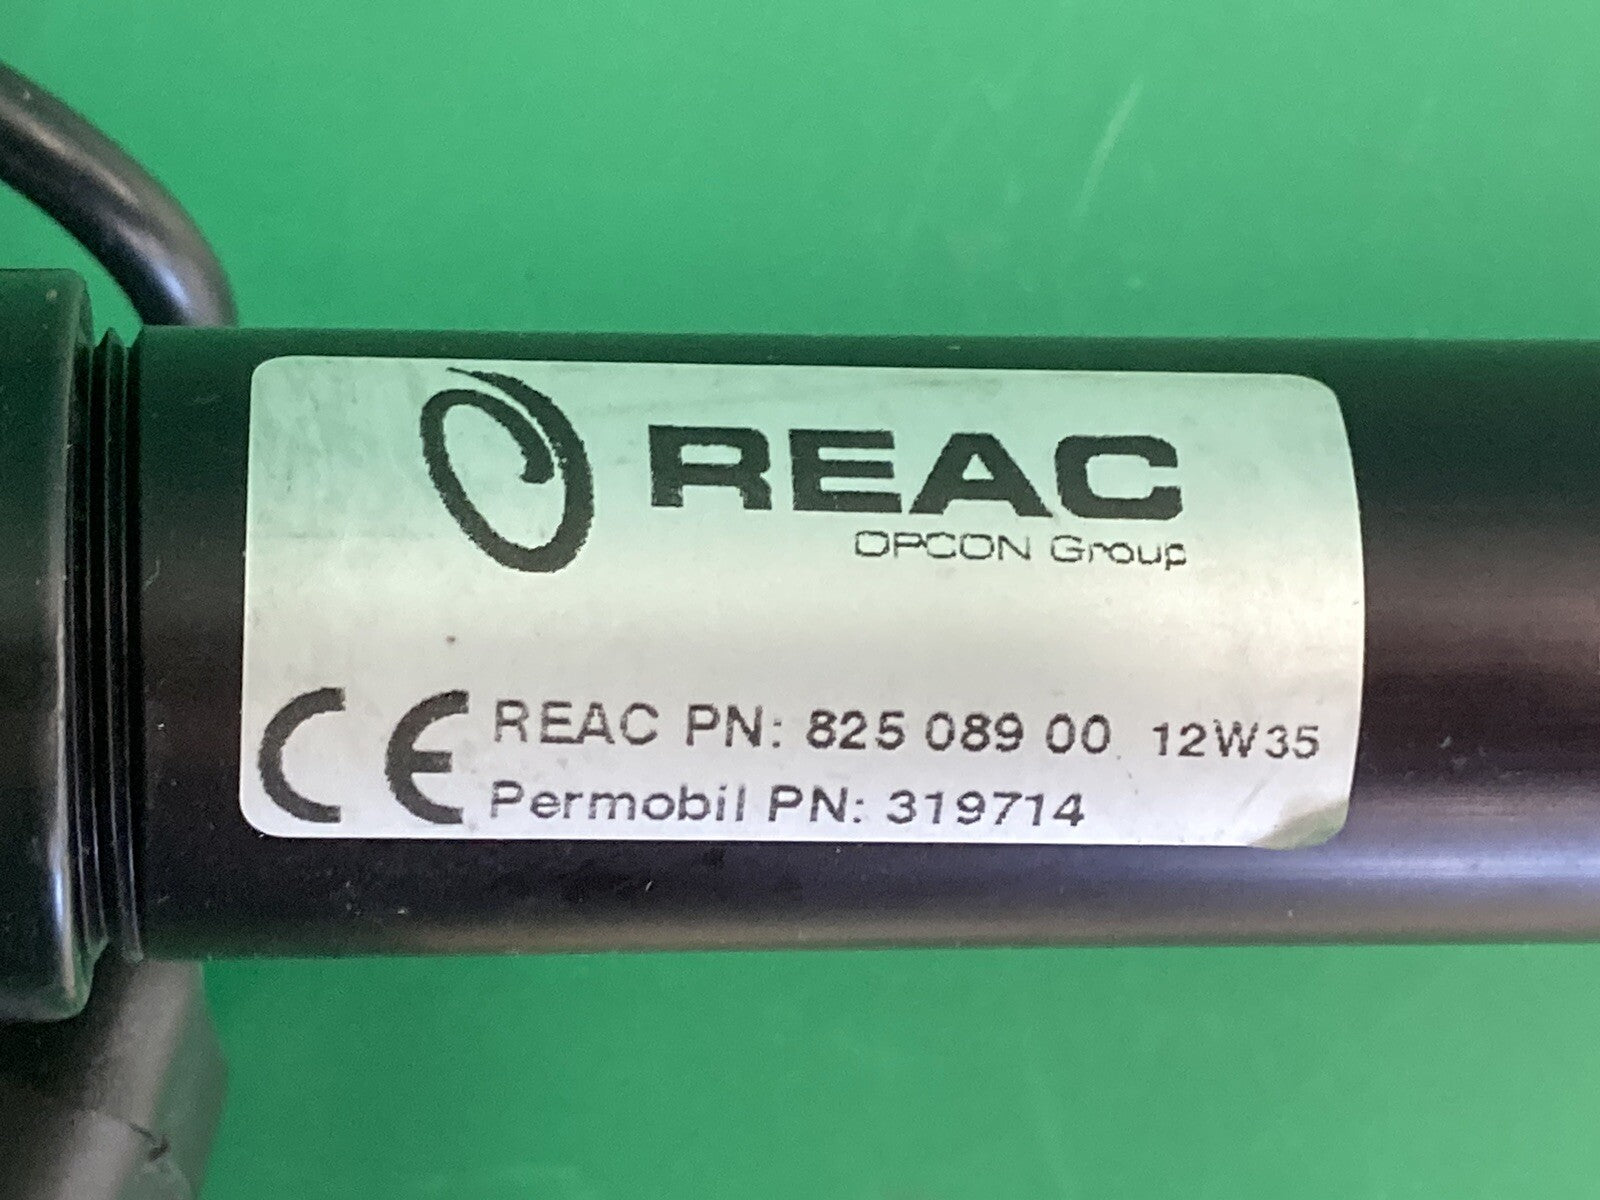 REAC
OPCON Group
CE REAC PN: 825 089 00 12W35
Permobil PN: 319714